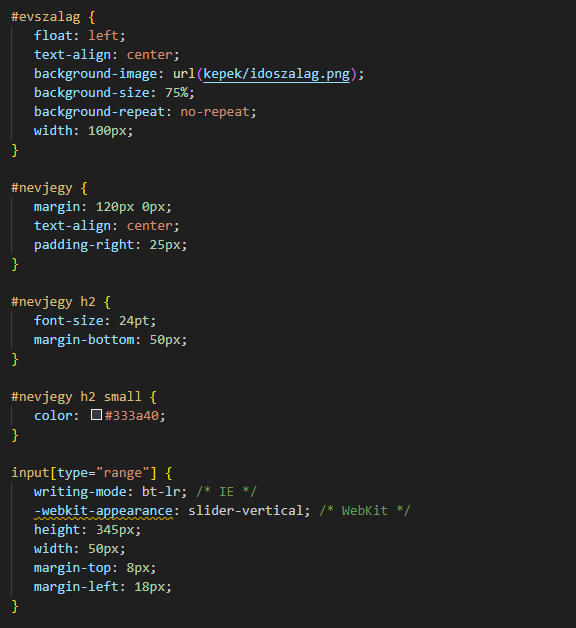 #evszalag {
float: left;
text-align: center;
background-image: url(kepek/idoszalag.png);
background-size: 75%;
background-repeat: no-repeat;
width: 100px;
}
#nevjegy {
margin: 120px 0px;
text-align: center;
padding-right: 25px;
}
#nevjegy h2 {
font-size: 24pt;
margin-bottom: 50px;
}
#nevjegy h2 small {
color: #333a40;
}
input[type="range"] {
writing-mode: bt-lr; /* IE */
-webkit-appearance: slider-vertical; /* WebKit */
height: 345px;
width: 50px;
margin-top: 8px;
margin-left: 18px;
}